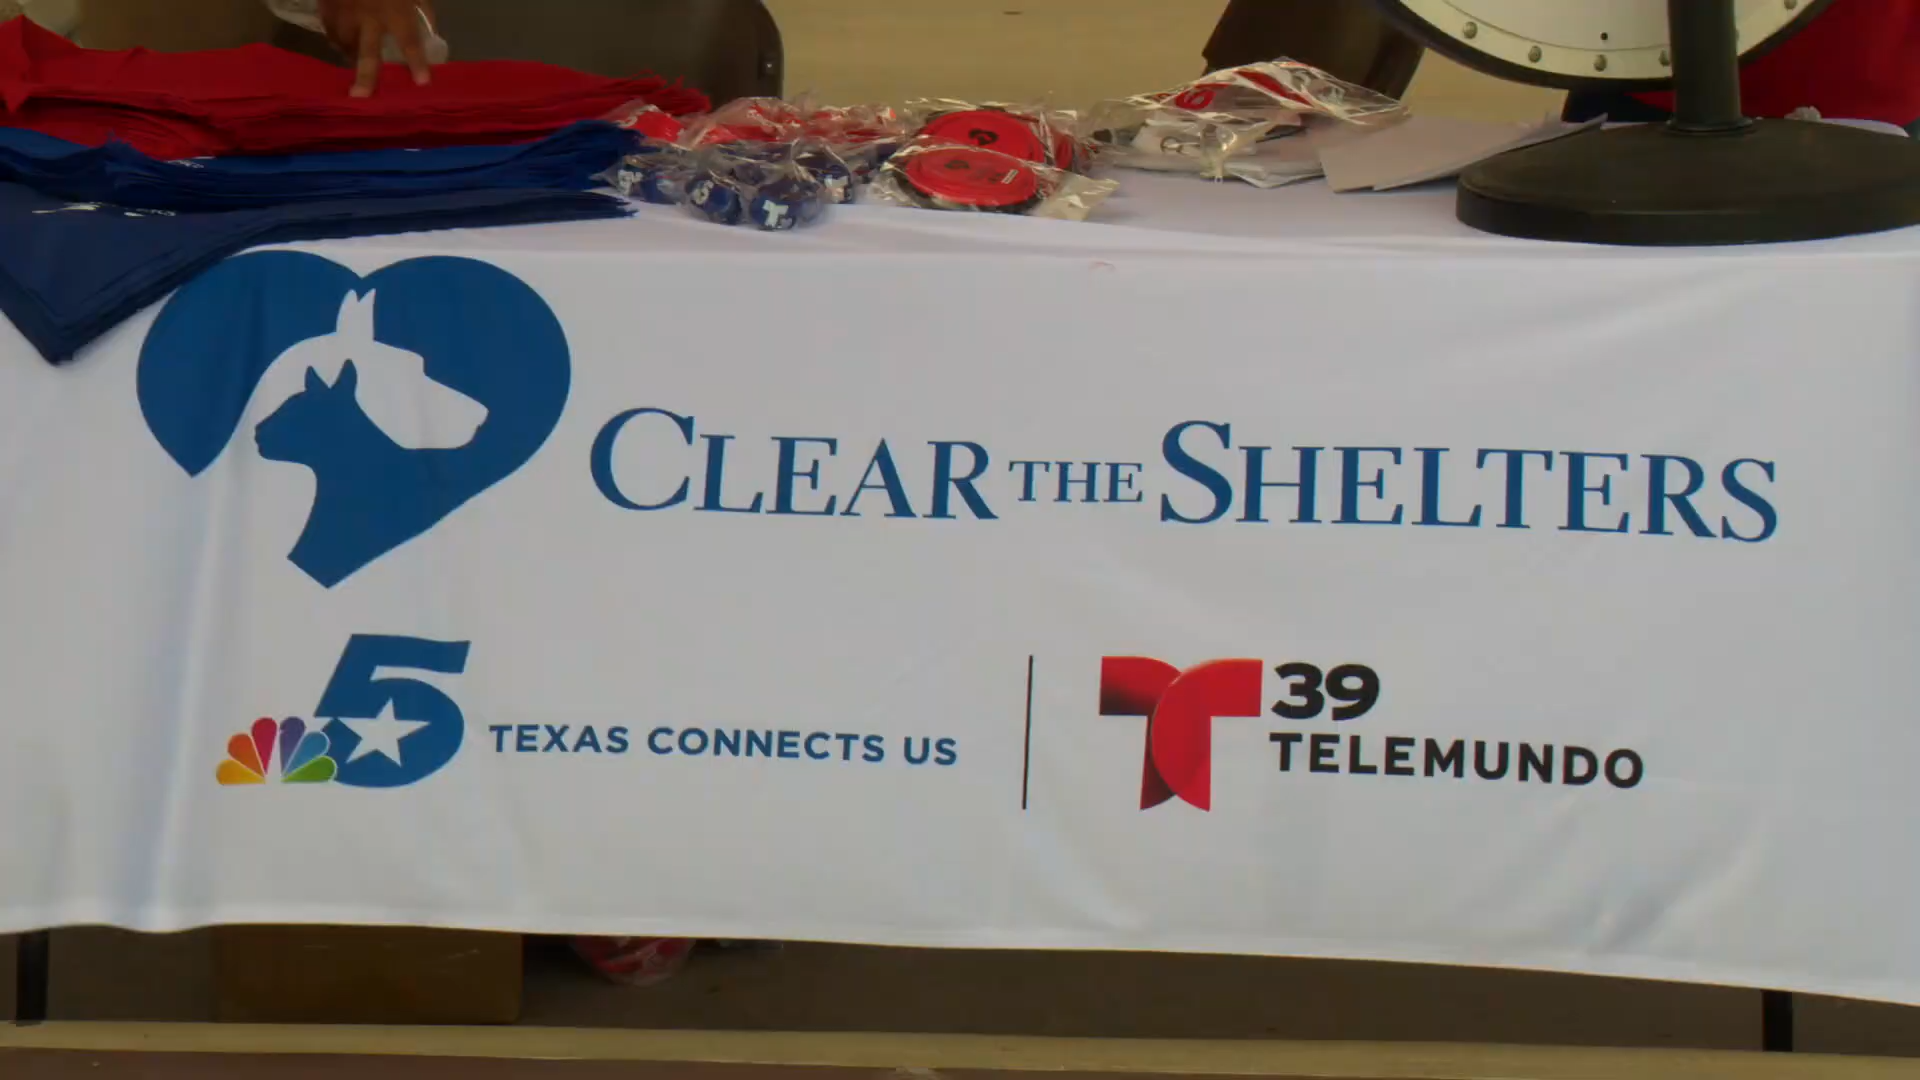 CLEAR THE SHELTERS
5 TEXAS CONNECTS US
39
TELEMUNDO